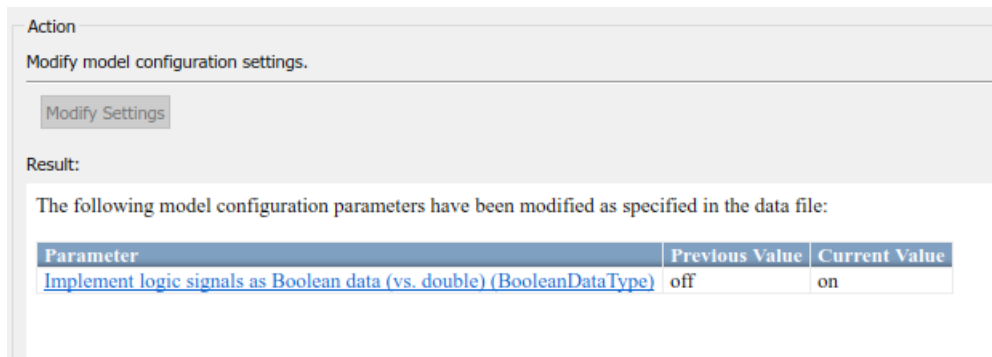 Action
Modify model configuration settings.
Modify Settings
Result:
The following model configuration parameters have been modified as specified in the data file:
Parameter Previous Value Current Value
Implement logic signals as Boolean data (vs. double) (BooleanDataType) off on